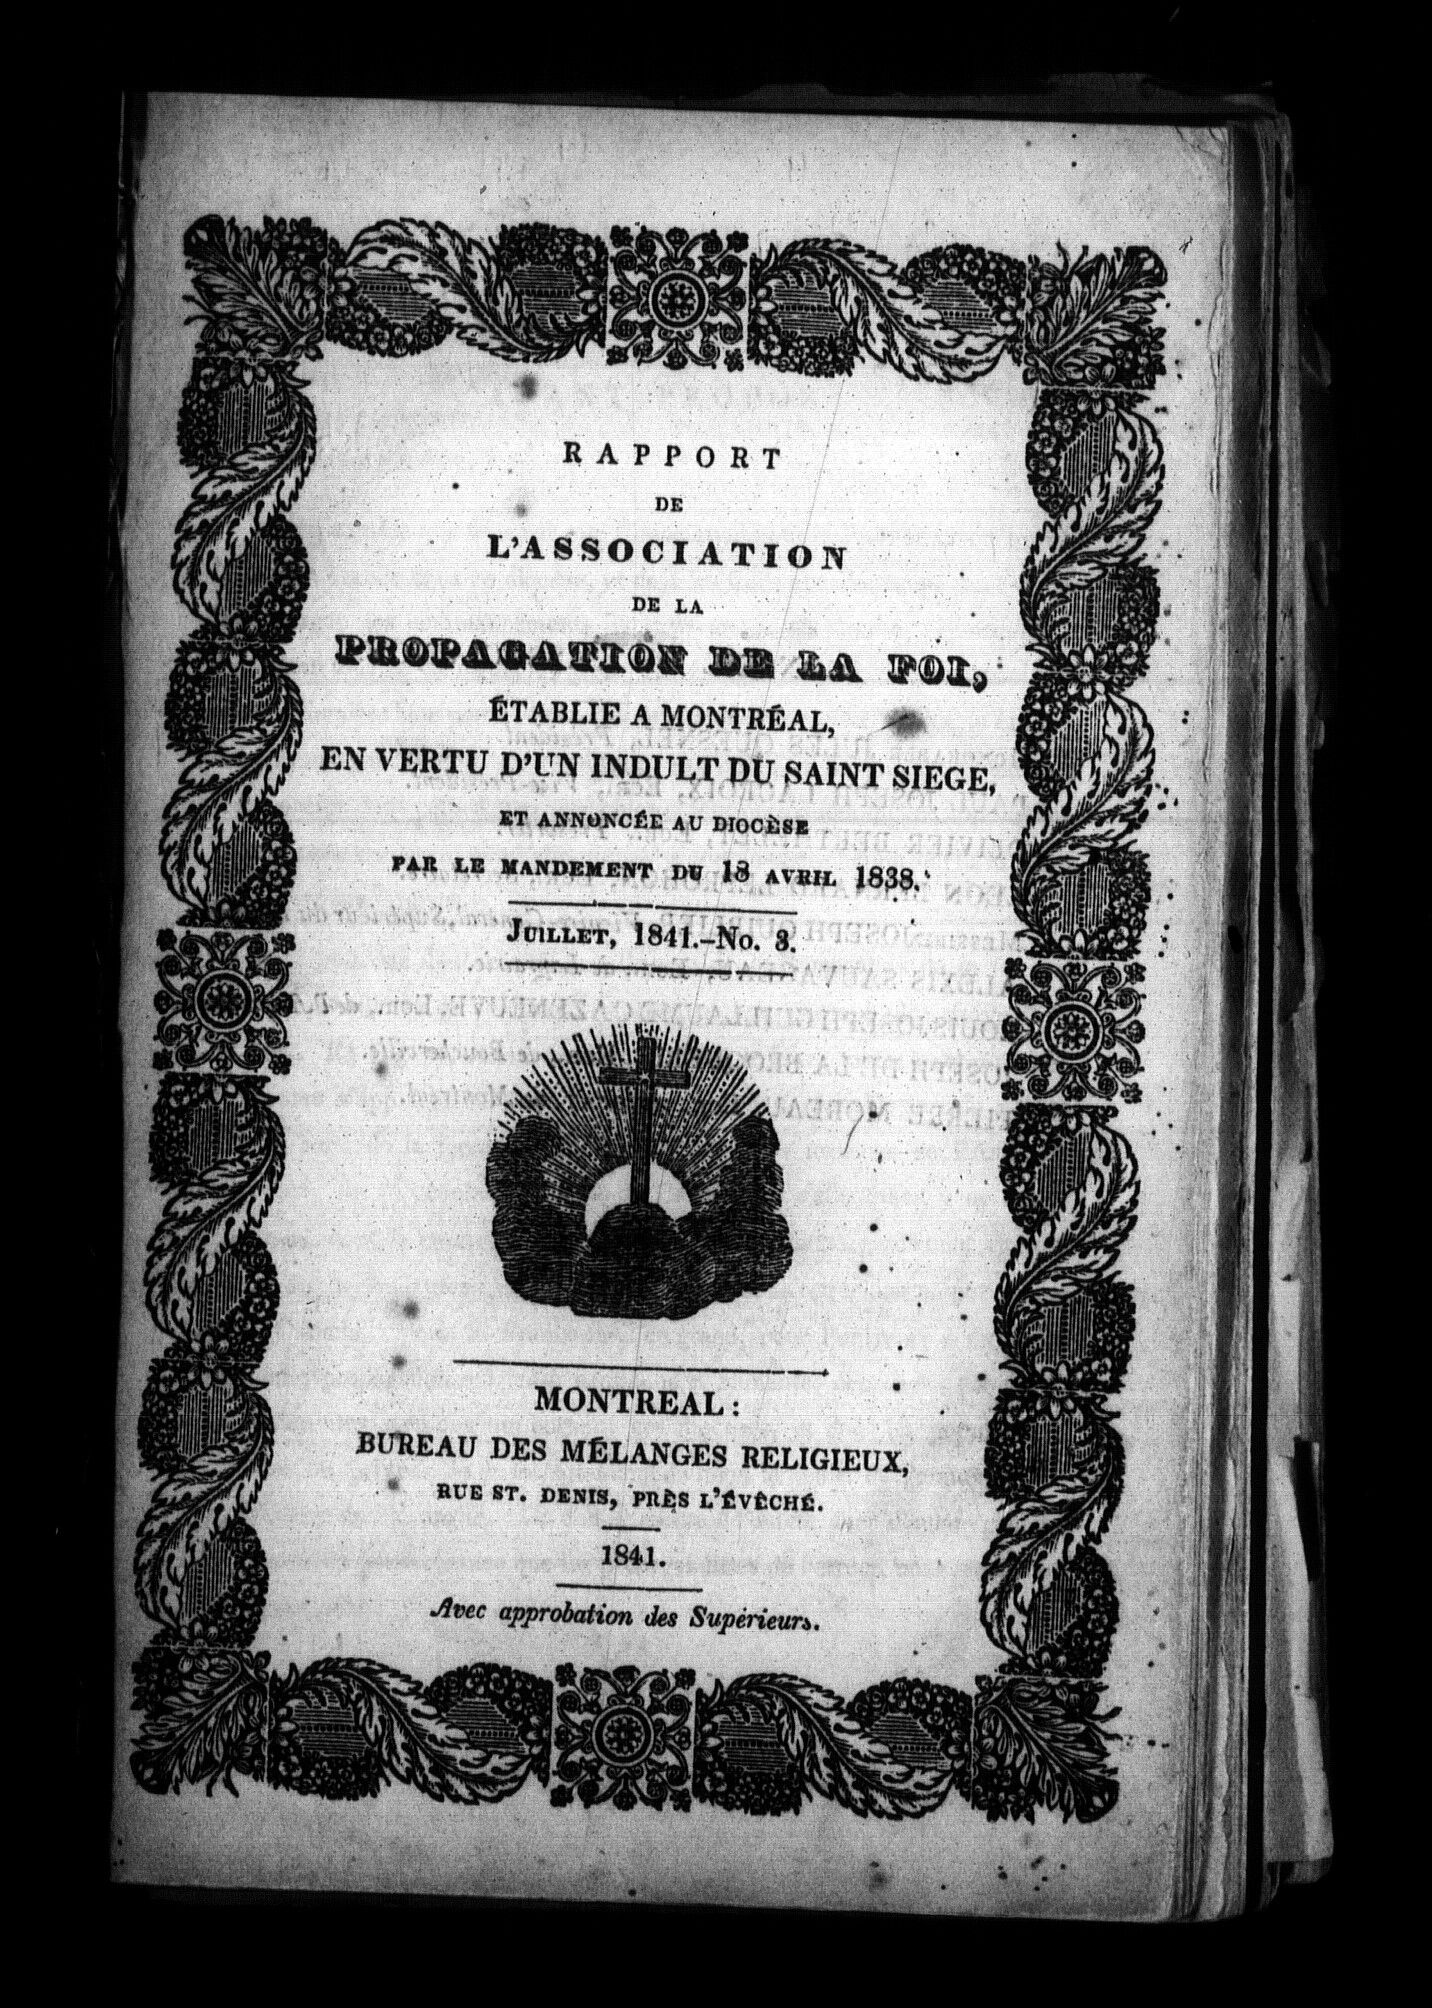 RAPPORT
DE
L'ASSOCIATION
DE LA
PROPAGATION DE LA FOI,
ÉTABLIE A MONTRÉAL,
EN VERTU D'UN INDULT DU SAINT SIEGE,
ET ANNONCÉE AU DIOCÈSE
PAR LE MANDEMENT DU 18 AVRIL 1838.
JUILLET, 1841.-No. 3.
MONTREAL:
BUREAU DES MÉLANGES RELIGIEUX,
RUE ST. DENIS, PRÈS L'ÉVÊCHÉ.
1841.
Avec approbation des Supérieurs.